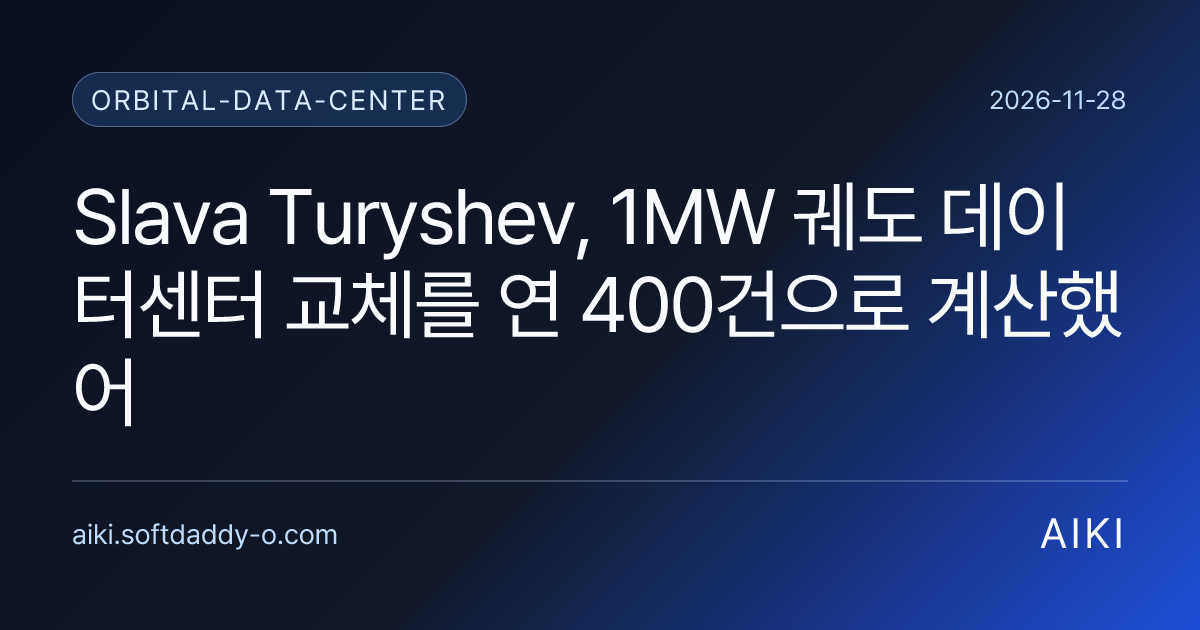 ORBITAL-DATA-CENTER
2026-11-28
Slava Turyshev, 1MW 궤도 데이
터센터 교체를 연 400건으로 계산했
어
aiki.softdaddy-o.com
AIKI